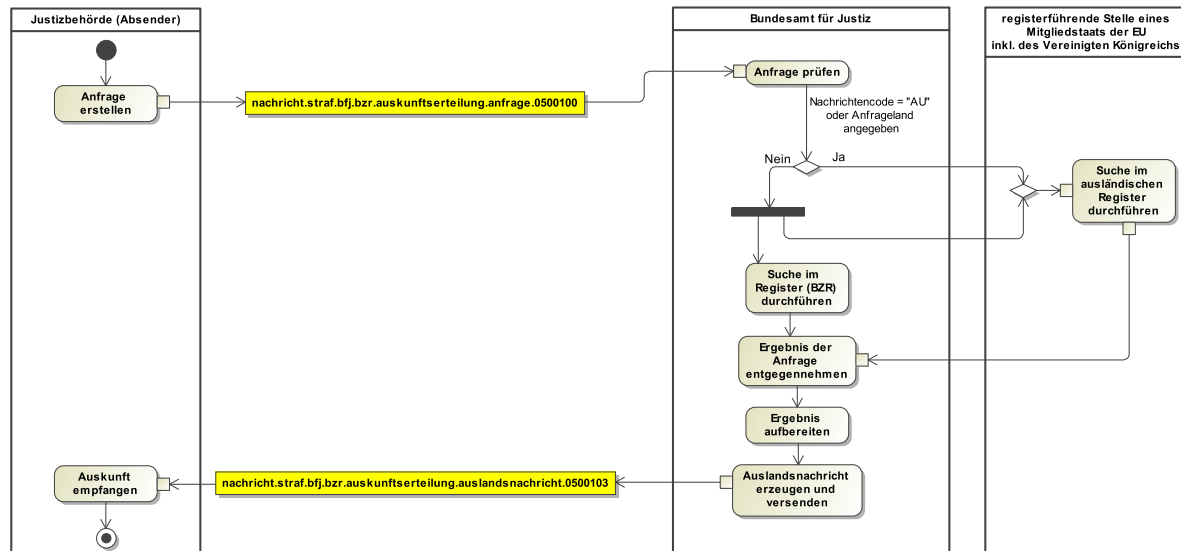 Justizbehörde (Absender)
Bundesamt für Justiz
registerführende Stelle eines
Mitgliedstaats der EU
inkl. des Vereinigten Königreichs
Anfrage
erstellen
nachricht.straf.bfj.bzr.auskunftserteilung.anfrage.0500100
Anfrage prüfen
Nachrichtencode = "AU"
oder Anfrageland
angegeben
Nein
Ja
Suche im
ausländischen
Register
durchführen
Suche im
Register (BZR)
durchführen
Ergebnis der
Anfrage
entgegennehmen
Ergebnis
aufbereiten
Auslandsnachricht
erzeugen und
versenden
nachricht.straf.bfj.bzr.auskunftserteilung.auslandsnachricht.0500103
Auskunft
empfangen